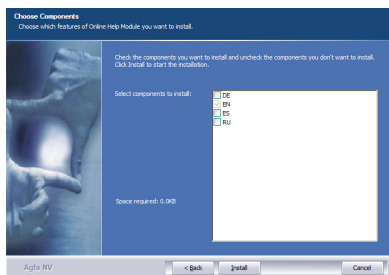 Choose Components
Choose which features of Online Help Module you want to install.
Check the components you want to install and uncheck the components you don't want to install.
Click Install to start the installation.
Select components to install:
DE
EN
ES
RU
Space required: 0.0KB
Agfa NV
< Back
Install
Cancel